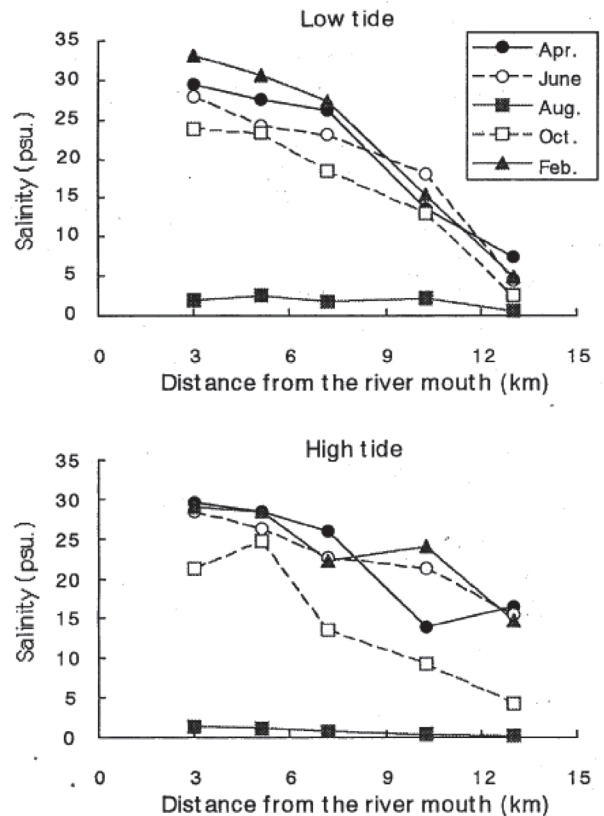 Low tide
35
30
25
20
15
10
5
0
Salinity (psu.)
Apr.
June
Aug.
Oct.
Feb.
0 3 6 9 12 15
Distance from the river mouth (km)
High tide
35
30
25
20
15
10
5
0
Salinity (psu.)
0 3 6 9 12 15
Distance from the river mouth (km)